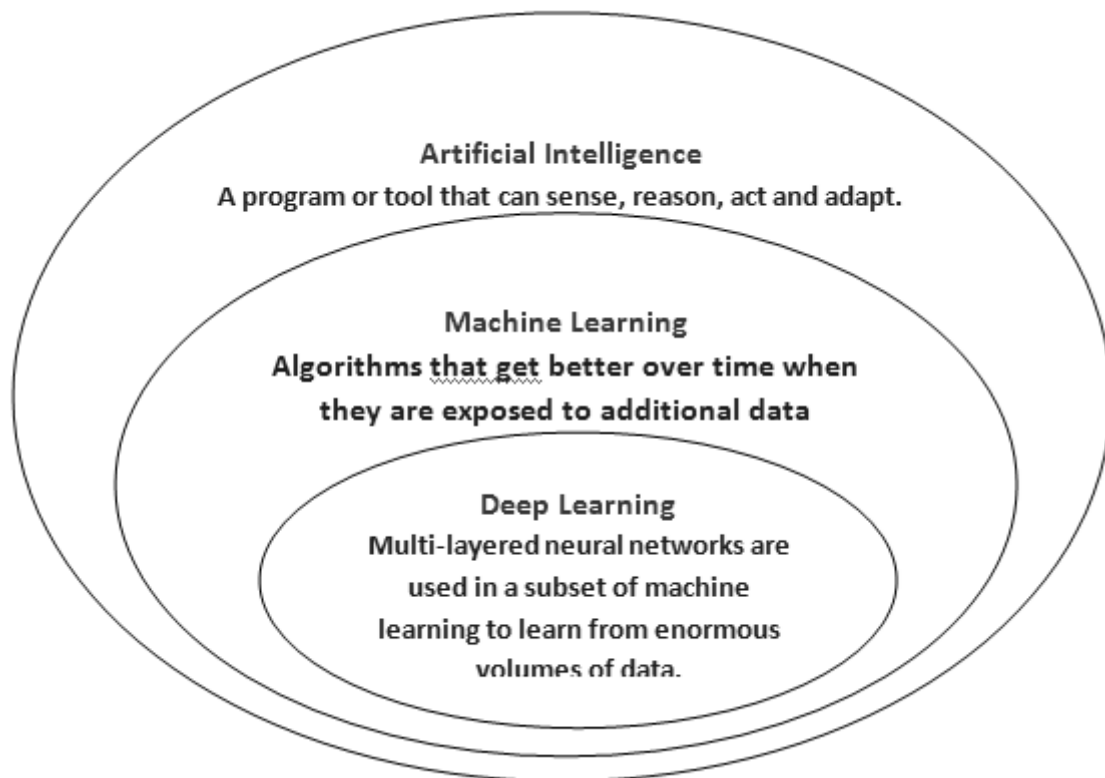 Artificial Intelligence
A program or tool that can sense, reason, act and adapt.
Machine Learning
Algorithms that get better over time when
they are exposed to additional data
Deep Learning
Multi-layered neural networks are
used in a subset of machine
learning to learn from enormous
volumes of data.